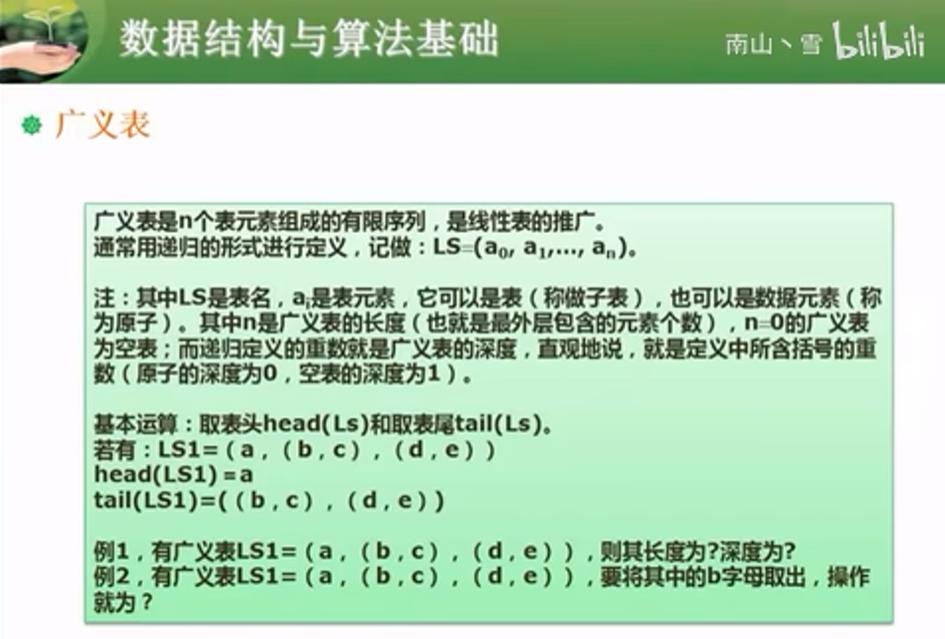 数据结构与算法基础
南山丶雪 bilibili
广义表
广义表是n个表元素组成的有限序列，是线性表的推广。
通常用递归的形式进行定义，记做：LS=(a₀, a₁,..., aₙ)。
注：其中LS是表名，aᵢ是表元素，它可以是表（称做子表），也可以是数据元素（称
为原子）。其中n是广义表的长度（也就是最外层包含的元素个数），n=0的广义表
为空表；而递归定义的重数就是广义表的深度，直观地说，就是定义中所含括号的重
数（原子的深度为0，空表的深度为1）。
基本运算：取表头head(Ls)和取表尾tail(Ls)。
若有：LS1=（a，（b，c），（d，e））
head(LS1)=a
tail(LS1)=(（b，c），（d，e）)
例1，有广义表LS1=（a，（b，c），（d，e）），则其长度为?深度为?
例2，有广义表LS1=（a，（b，c），（d，e）），要将其中的b字母取出，操作
就为？